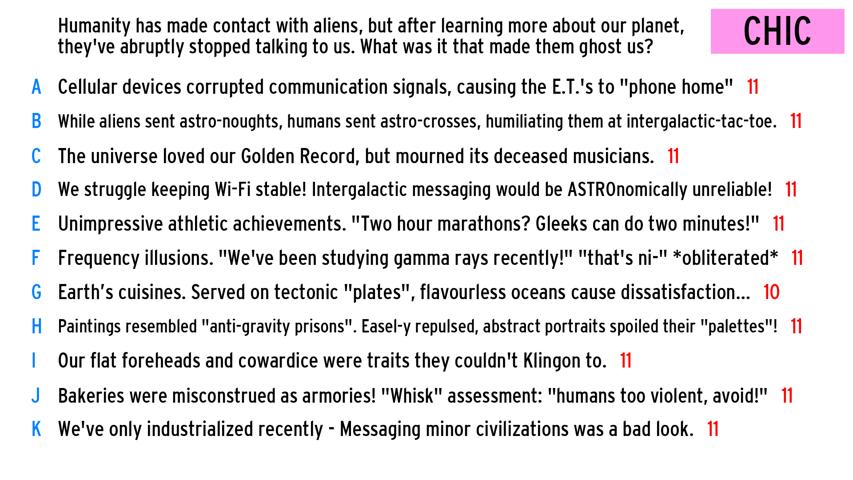 Humanity has made contact with aliens, but after learning more about our planet,
they've abruptly stopped talking to us. What was it that made them ghost us?
CHIC
A Cellular devices corrupted communication signals, causing the E.T.'s to "phone home" 11
B While aliens sent astro-noughts, humans sent astro-crosses, humiliating them at intergalactic-tac-toe. 11
C The universe loved our Golden Record, but mourned its deceased musicians. 11
D We struggle keeping Wi-Fi stable! Intergalactic messaging would be ASTROnomically unreliable! 11
E Unimpressive athletic achievements. "Two hour marathons? Gleeks can do two minutes!" 11
F Frequency illusions. "We've been studying gamma rays recently!" "that's ni-" *obliterated* 11
G Earth’s cuisines. Served on tectonic "plates", flavourless oceans cause dissatisfaction... 10
H Paintings resembled "anti-gravity prisons". Easel-y repulsed, abstract portraits spoiled their "palettes"! 11
I Our flat foreheads and cowardice were traits they couldn't Klingon to. 11
J Bakeries were misconstrued as armories! "Whisk" assessment: "humans too violent, avoid!" 11
K We've only industrialized recently - Messaging minor civilizations was a bad look. 11